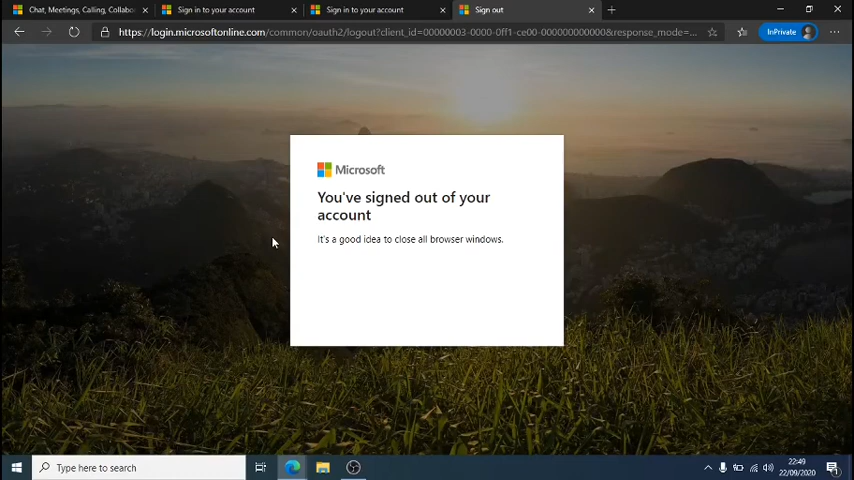 Chat, Meetings, Calling, Collabo
Sign in to your account
Sign in to your account
Sign out
https://login.microsoftonline.com/common/oauth2/logout?client_id=00000003-0000-0ff1-ce00-000000000000&response_mode=...
InPrivate
Microsoft
You've signed out of your
account
It's a good idea to close all browser windows.
Type here to search
22:49
22/09/2020